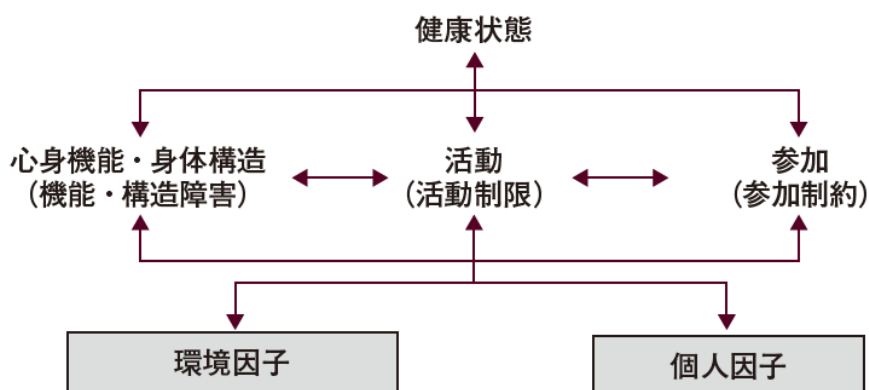 健康状態
心身機能・身体構造
（機能・構造障害）
活動
（活動制限）
参加
（参加制約）
環境因子
個人因子